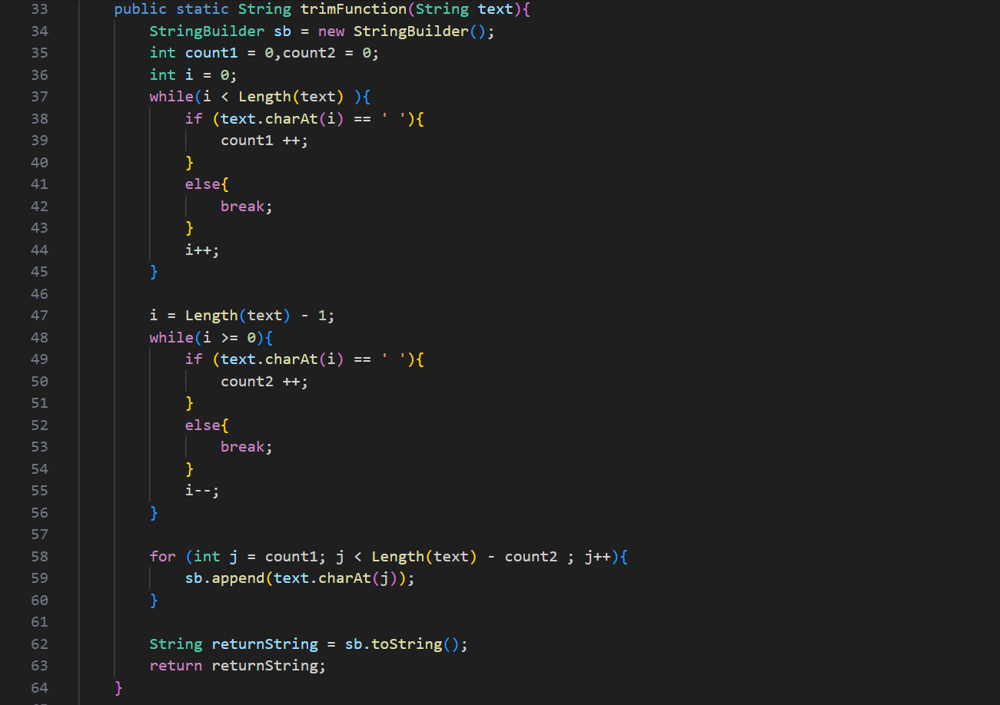 33 public static String trimFunction(String text){
34 StringBuilder sb = new StringBuilder();
35 int count1 = 0,count2 = 0;
36 int i = 0;
37 while(i < Length(text) ){
38 if (text.charAt(i) == ' '){
39 count1 ++;
40 }
41 else{
42 break;
43 }
44 i++;
45 }
46
47 i = Length(text) - 1;
48 while(i >= 0){
49 if (text.charAt(i) == ' '){
50 count2 ++;
51 }
52 else{
53 break;
54 }
55 i--;
56 }
57
58 for (int j = count1; j < Length(text) - count2 ; j++){
59 sb.append(text.charAt(j));
60 }
61
62 String returnString = sb.toString();
63 return returnString;
64 }